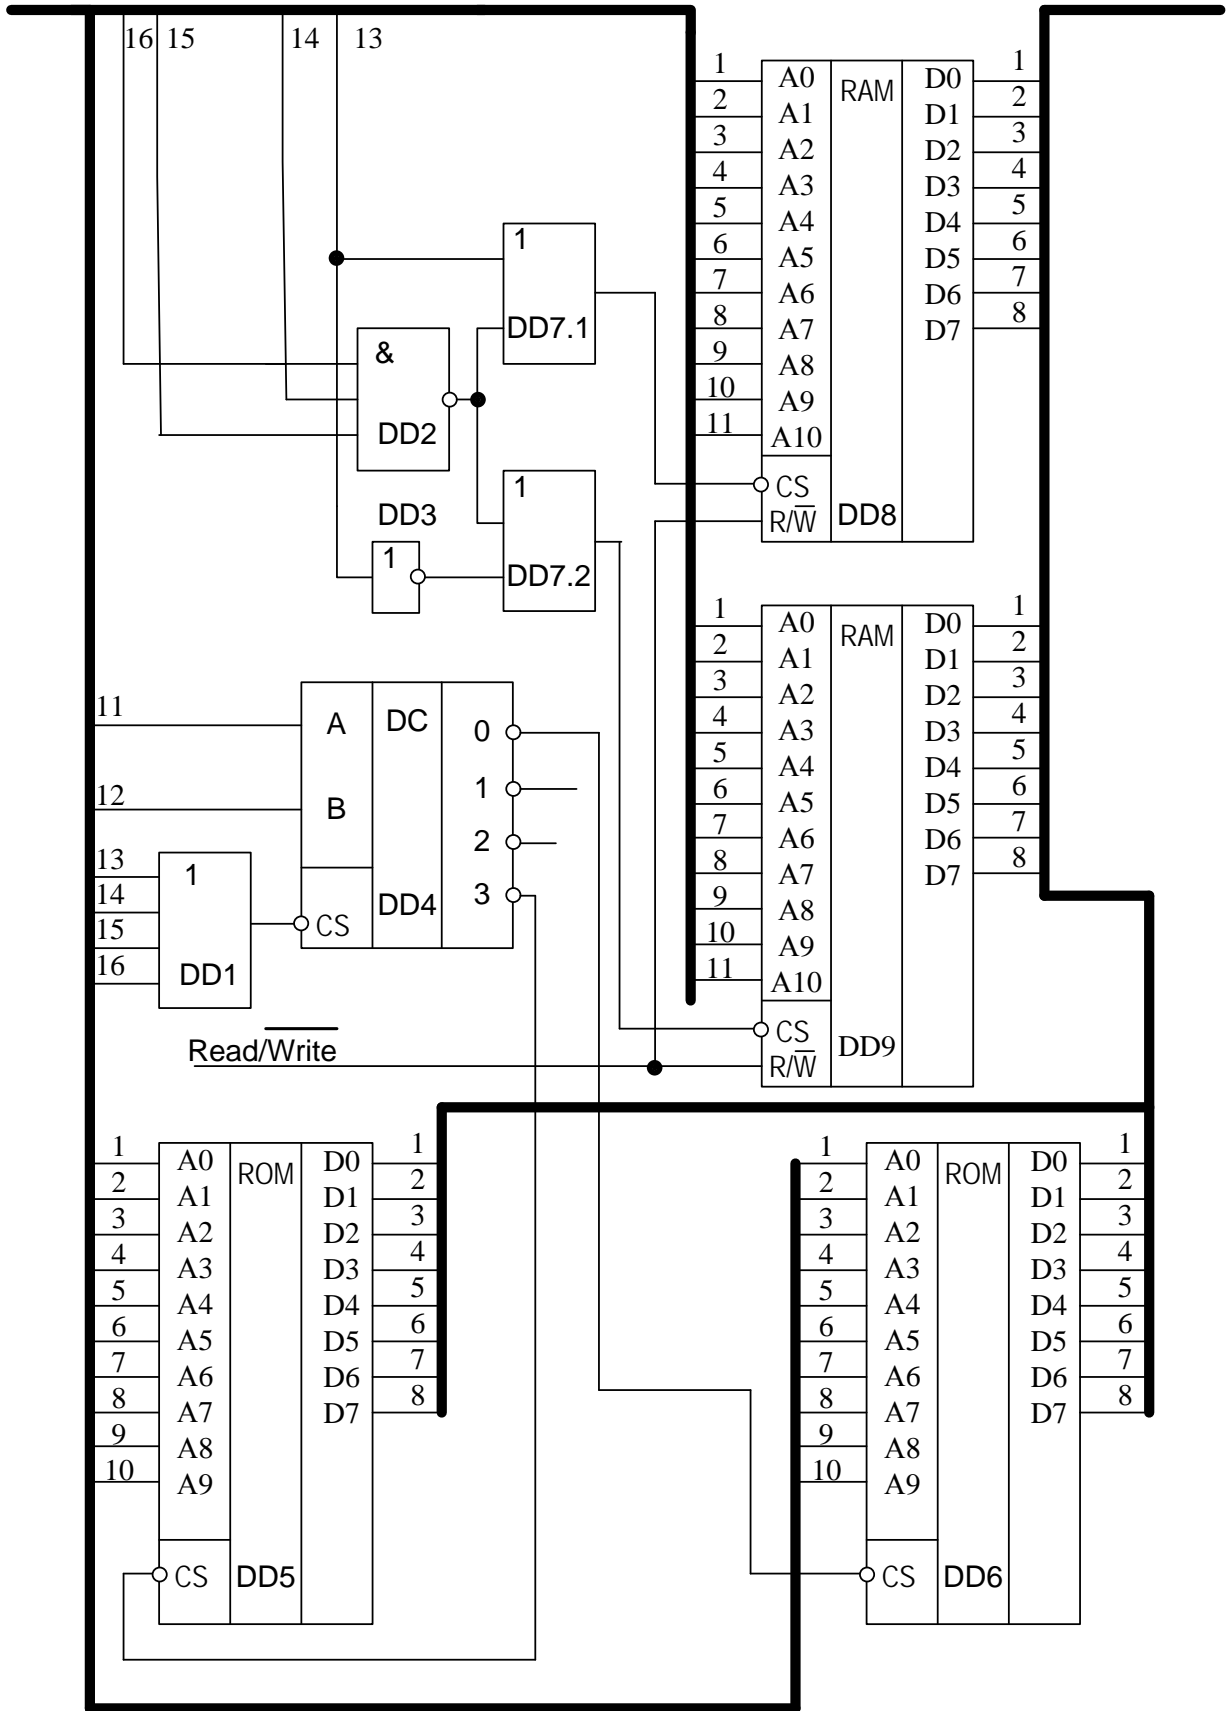 16 15 14 13
1 A0 RAM D0 1
2 A1 D1 2
3 A2 D2 3
4 A3 D3 4
5 A4 D4 5
6 A5 D5 6
7 A6 D6 7
8 A7 D7 8
9 A8
10 A9
11 A10
CS
R/W DD8
1
DD7.1
&
DD2
DD3
1
1
DD7.2
1 A0 RAM D0 1
2 A1 D1 2
3 A2 D2 3
4 A3 D3 4
5 A4 D4 5
6 A5 D5 6
7 A6 D6 7
8 A7 D7 8
9 A8
10 A9
11 A10
CS
R/W DD9
11 A DC 0
12 B 1
2
CS DD4 3
13
14
15
16
1
DD1
Read/Write
1 A0 ROM D0 1
2 A1 D1 2
3 A2 D2 3
4 A3 D3 4
5 A4 D4 5
6 A5 D5 6
7 A6 D6 7
8 A7 D7 8
9 A8
10 A9
CS DD5
1 A0 ROM D0 1
2 A1 D1 2
3 A2 D2 3
4 A3 D3 4
5 A4 D4 5
6 A5 D5 6
7 A6 D6 7
8 A7 D7 8
9 A8
10 A9
CS DD6